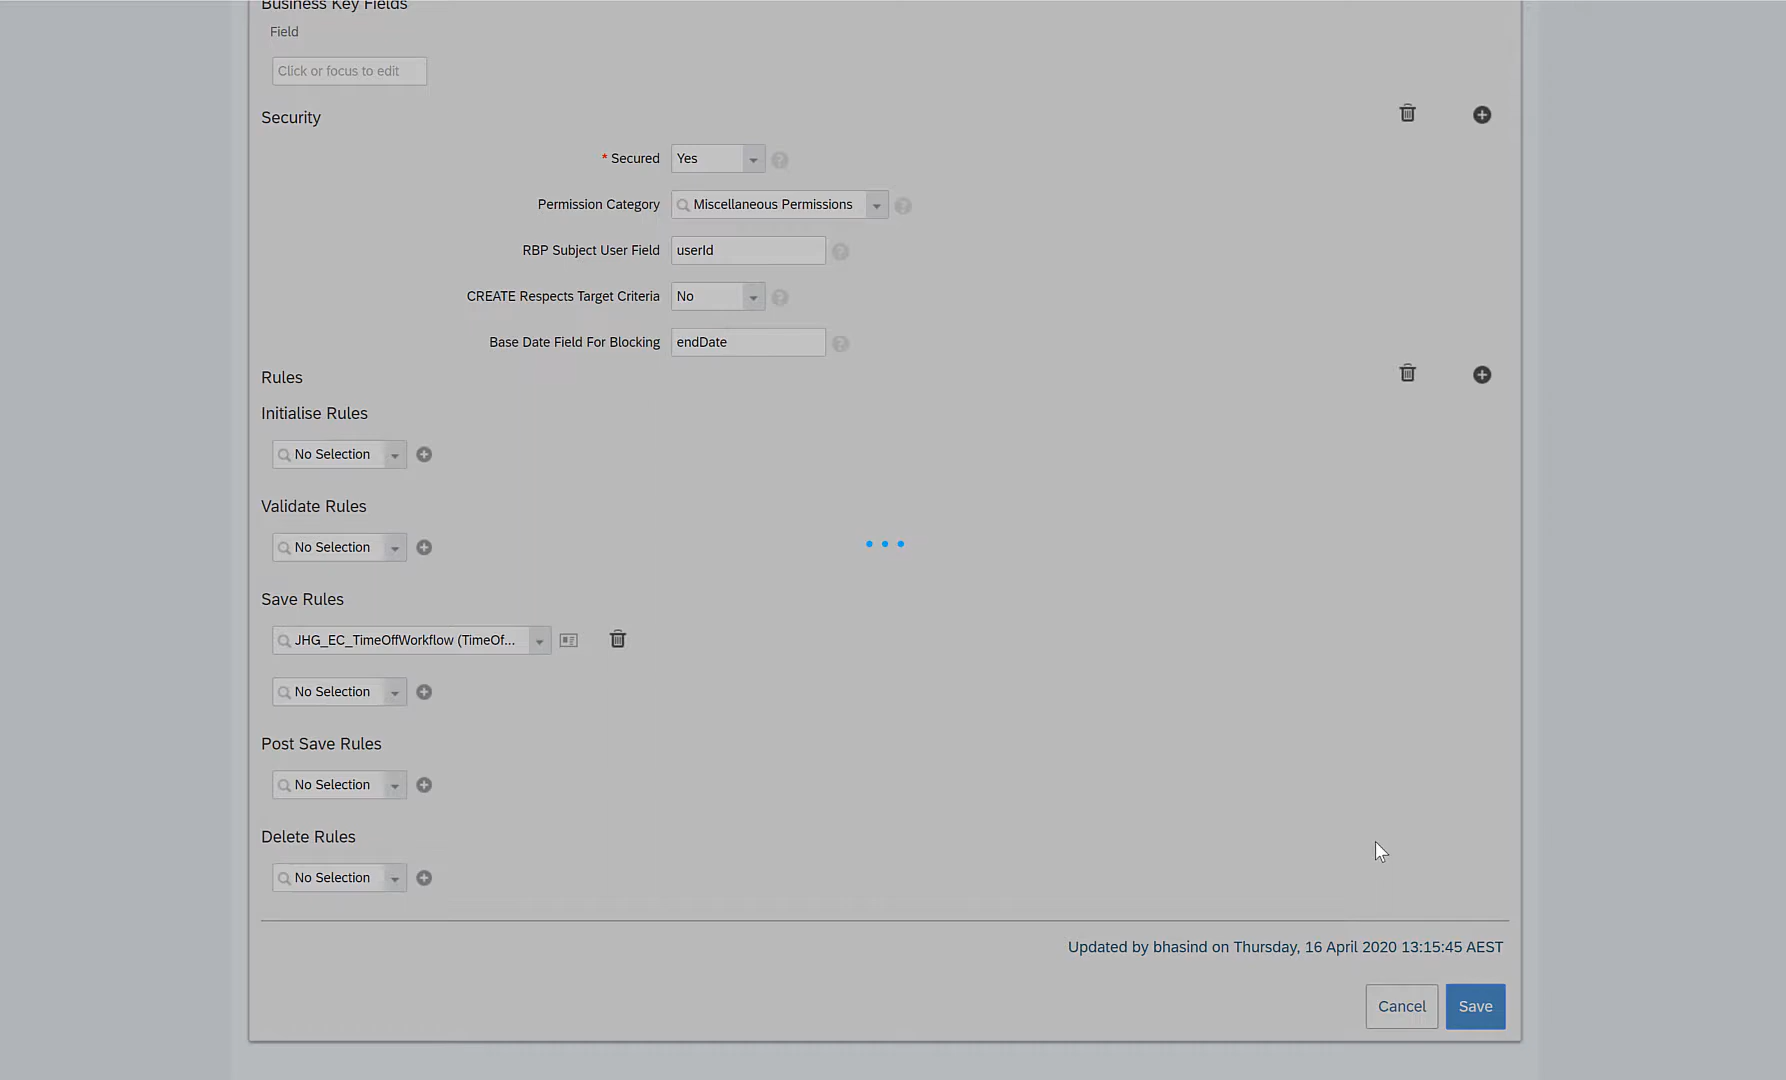 Business Key Fields
Field
Click or focus to edit
Security
* Secured Yes
Permission Category Miscellaneous Permissions
RBP Subject User Field userId
CREATE Respects Target Criteria No
Base Date Field For Blocking endDate
Rules
Initialise Rules
No Selection
Validate Rules
No Selection
Save Rules
JHG_EC_TimeOffWorkflow (TimeOf...
No Selection
Post Save Rules
No Selection
Delete Rules
No Selection
Updated by bhasind on Thursday, 16 April 2020 13:15:45 AEST
Cancel Save